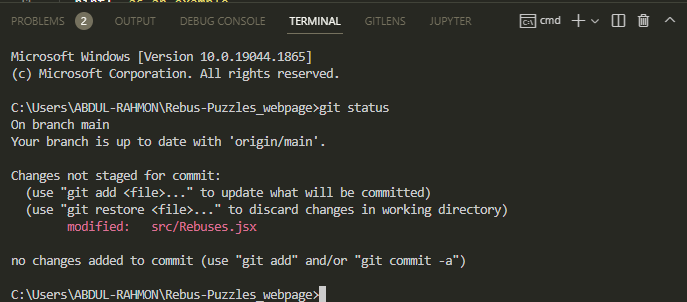 PROBLEMS 2 OUTPUT DEBUG CONSOLE TERMINAL GITLENS JUPYTER cmd
Microsoft Windows [Version 10.0.19044.1865]
(c) Microsoft Corporation. All rights reserved.
C:\Users\ABDUL-RAHMON\Rebus-Puzzles_webpage>git status
On branch main
Your branch is up to date with 'origin/main'.
Changes not staged for commit:
(use "git add <file>..." to update what will be committed)
(use "git restore <file>..." to discard changes in working directory)
modified: src/Rebuses.jsx
no changes added to commit (use "git add" and/or "git commit -a")
C:\Users\ABDUL-RAHMON\Rebus-Puzzles_webpage>